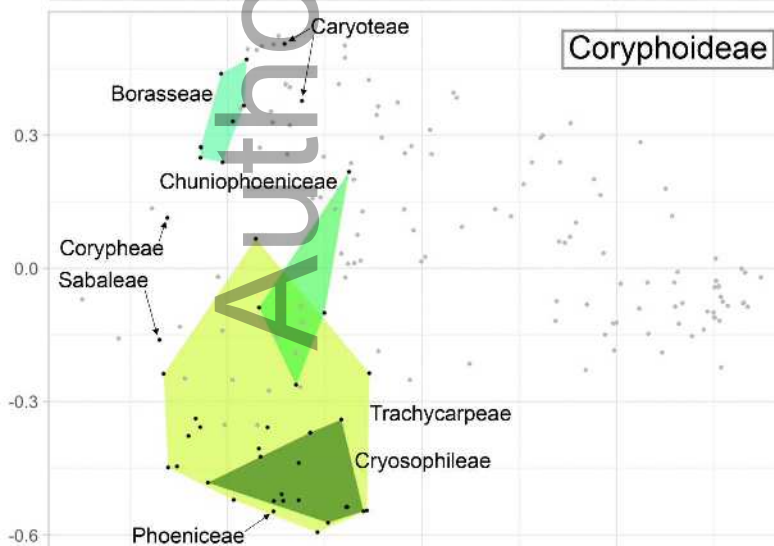 Caryoteae
Coryphoideae
Borasseae
0.3
Chuniophoeniceae
Corypheae
0.0
Sabaleae
-0.3
Trachycarpeae
Cryosophileae
Phoeniceae
-0.6
Autho